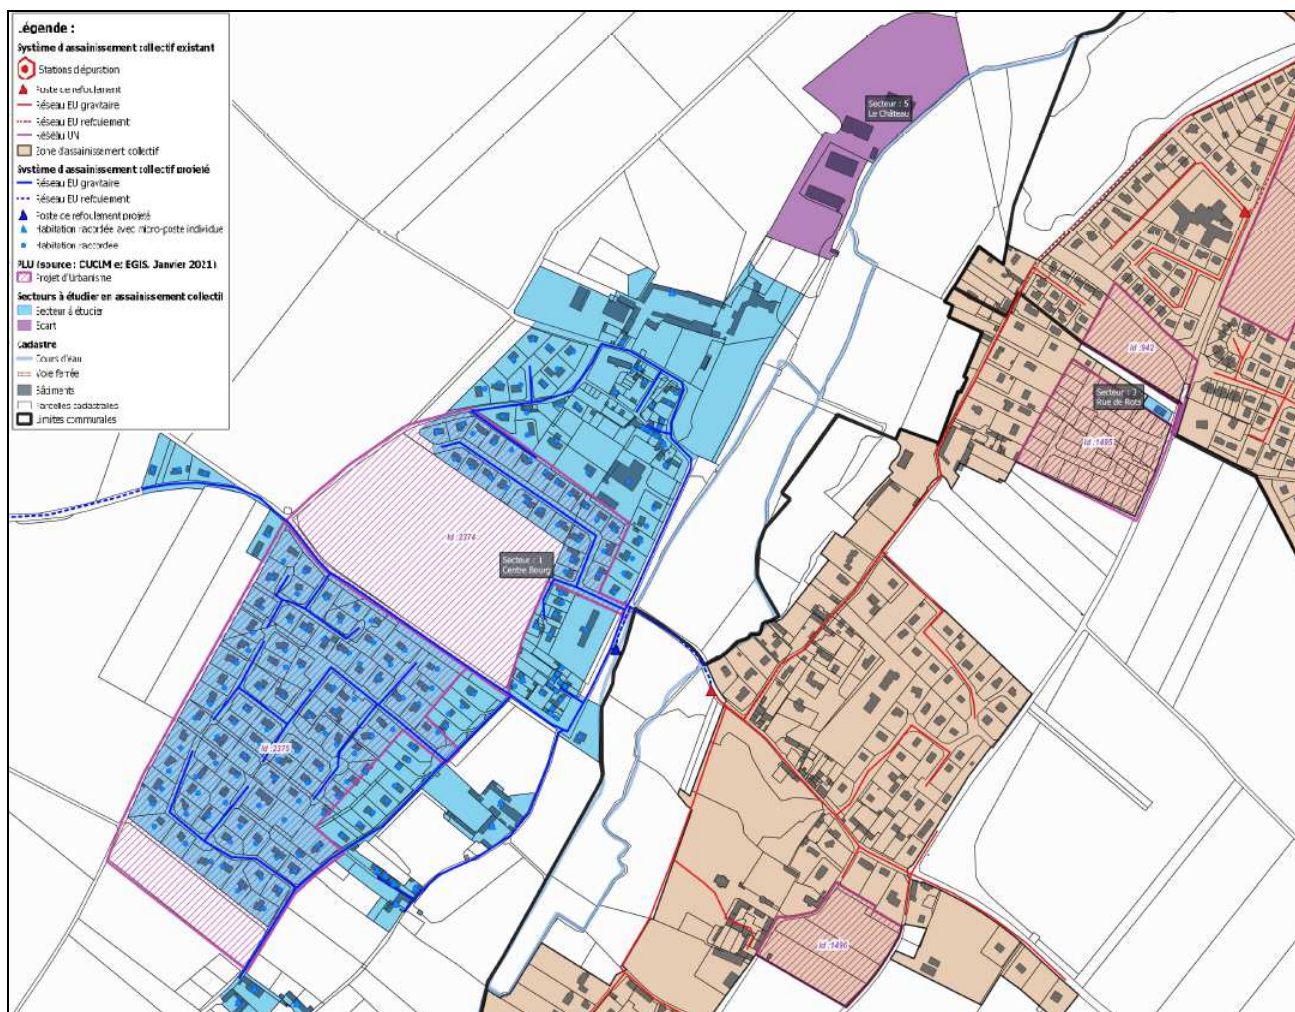 Légende :
Système d'assainissement collectif existant
Stations d'épuration
Poste de refoulement
Réseau EU gravitaire
Réseau EU refoulement
Réseau UN
Zone d'assainissement collectif
Système d'assainissement collectif projeté
Réseau EU gravitaire
Réseau EU refoulement
Poste de refoulement projeté
Habitation racordée avec micro-poste individue
Habitation raccordée
PLU (source : CUCLM et EGIS, Janvier 2021)
Projet d'Urbanisme
Secteurs à étudier en assainissement collectif
Secteur à étudier
Ecart
Cadastre
Cours d'eau
Voie ferrée
Bâtiments
Parcelles cadastrales
Limites communales
Secteur : 5
Le Château
Id :942
Secteur : 2
Rue de Rots
Id :14952
Id :2374
Secteur : 1
Centre Bourg
Id :2375
Id :1496